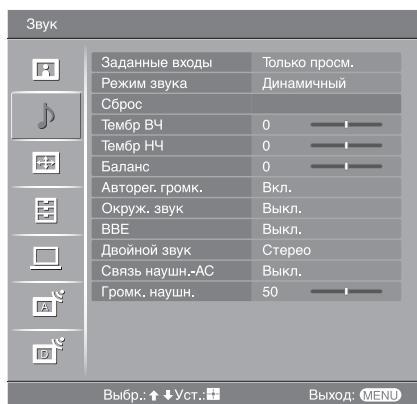 Звук
Заданные входы Только просм.
Режим звука Динамичный
Сброс
Тембр ВЧ 0
Тембр НЧ 0
Баланс 0
Авторег. громк. Вкл.
Окруж. звук Выкл.
BBE Выкл.
Двойной звук Стерео
Связь наушн.-АС Выкл.
Громк. наушн. 50
A
D
Выбр.: Уст.: Выход: MENU